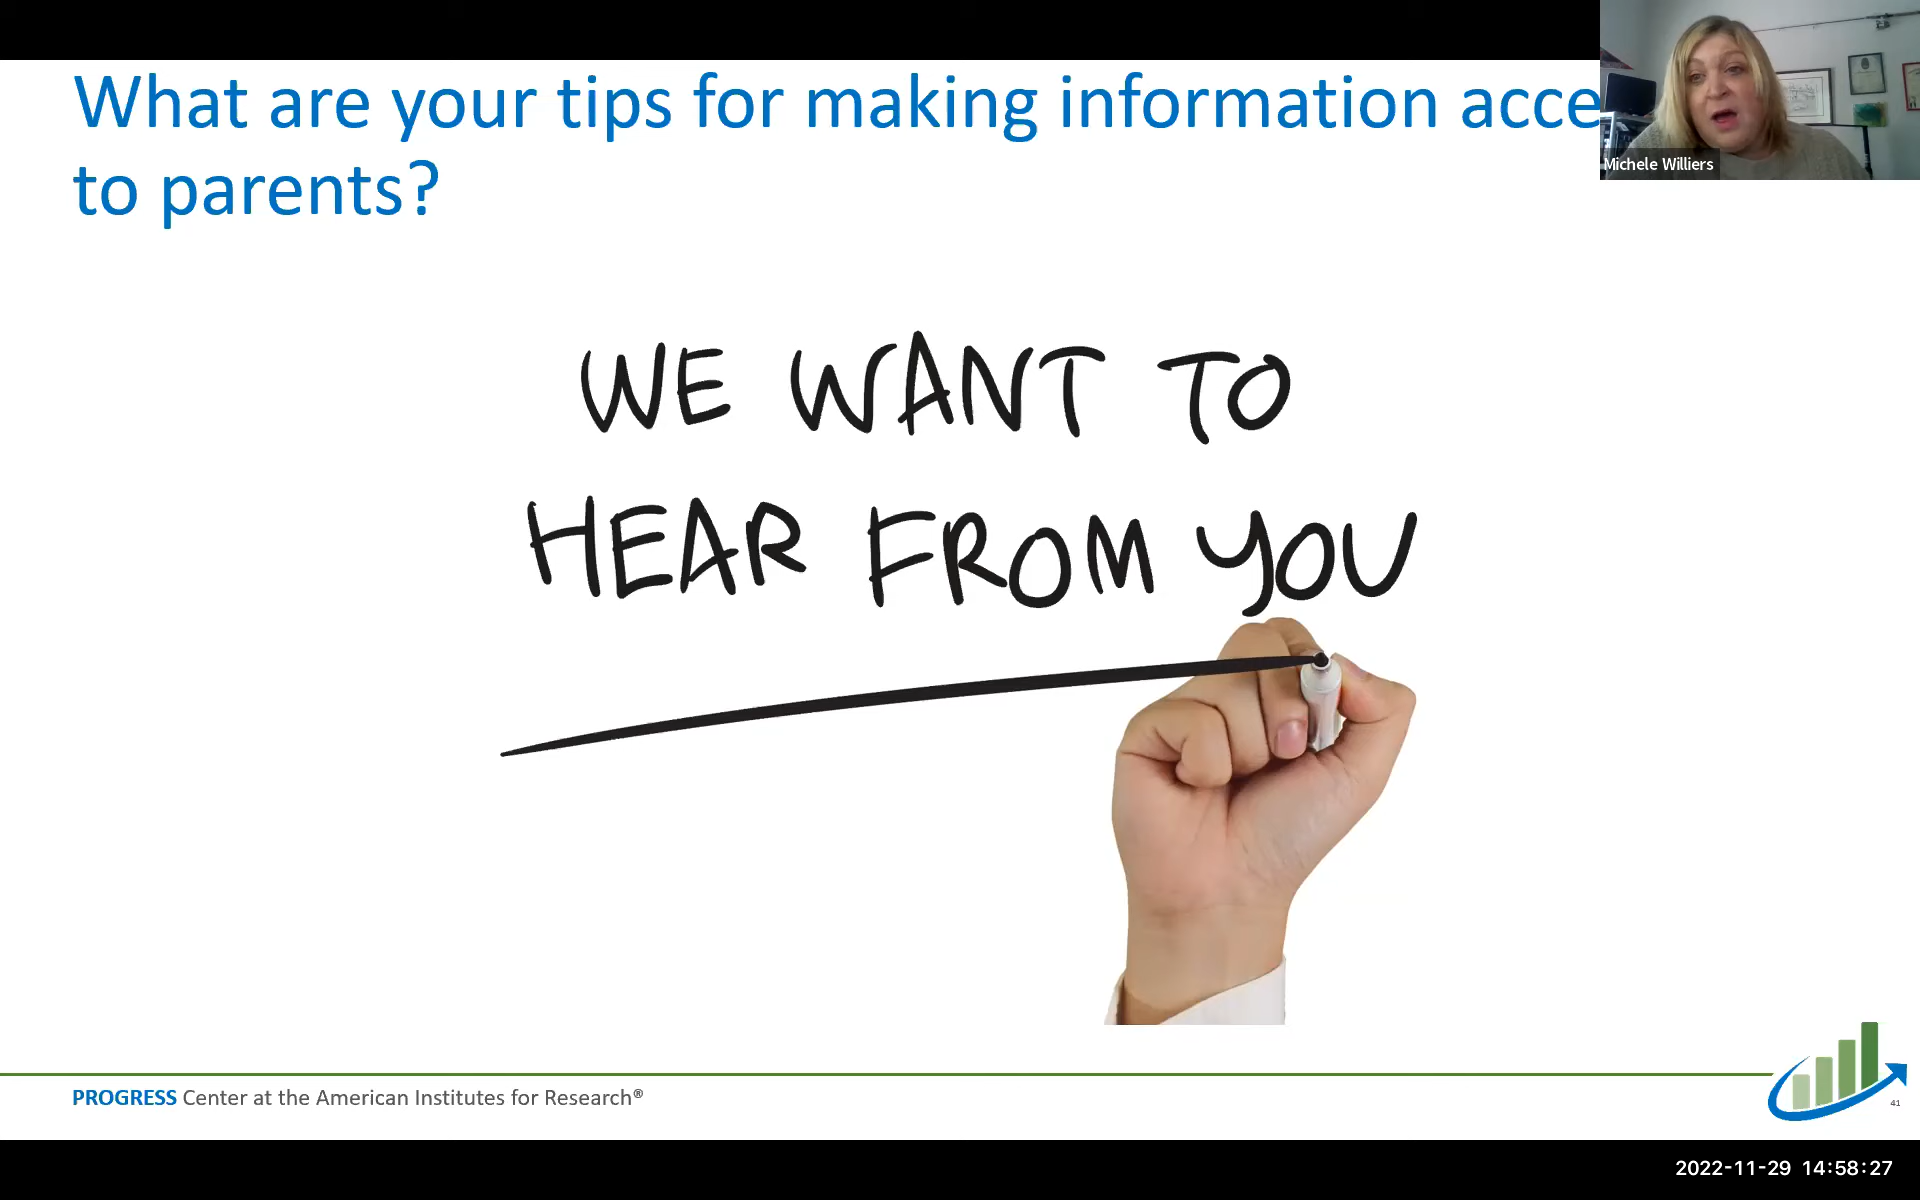 What are your tips for making information acce
to parents?
Michele Williers
WE WANT TO
HEAR FROM YOU
PROGRESS Center at the American Institutes for Research®
41
2022-11-29 14:58:27